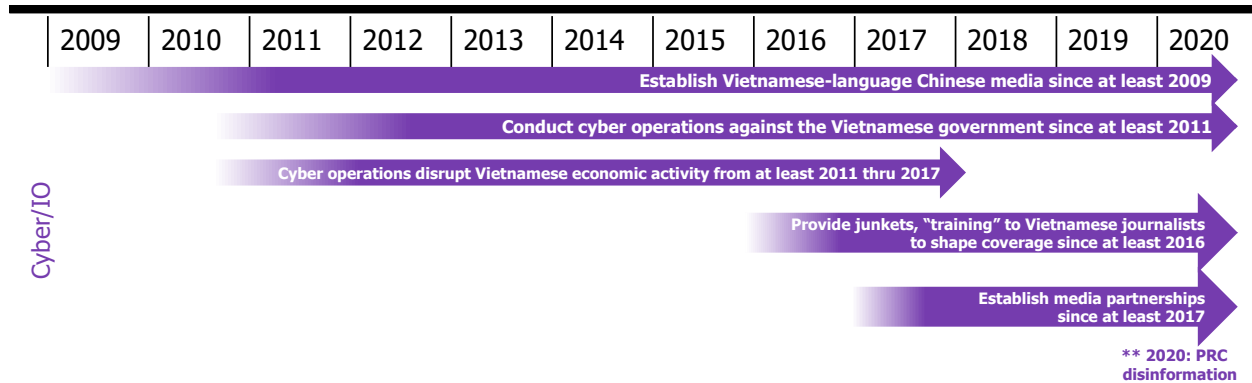 2009 2010 2011 2012 2013 2014 2015 2016 2017 2018 2019 2020
Establish Vietnamese-language Chinese media since at least 2009
Conduct cyber operations against the Vietnamese government since at least 2011
Cyber operations disrupt Vietnamese economic activity from at least 2011 thru 2017
Cyber/IO
Provide junkets, “training” to Vietnamese journalists
to shape coverage since at least 2016
Establish media partnerships
since at least 2017
** 2020: PRC
disinformation